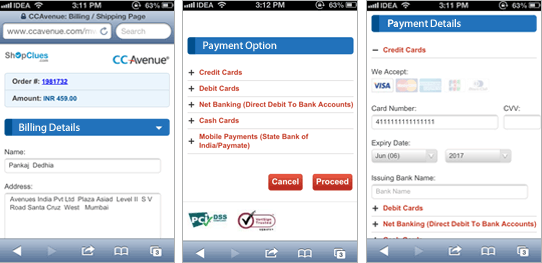 IDEA 3:11 PM 63%
CCAvenue: Billing / Shipping Page
www.ccavenue.com/
ShopClues
.com
CC Avenue
Order #: 1981732
Amount: INR 459.00
Billing Details
Name:
Pankaj Dedhia
Address:
Avenues India Pvt Ltd Plaza Asiad Level II S V
Road Santa Cruz West Mumbai
3
IDEA 3:12 PM 63%
Payment Option
+ Credit Cards
+ Debit Cards
+ Net Banking (Direct Debit To Bank Accounts)
+ Cash Cards
+ Mobile Payments (State Bank of
India/Paymate)
Cancel Proceed
PCI DSS
VeriSign
Trusted
3
IDEA 3:11 PM 63%
Payment Details
− Credit Cards
We Accept:
VISA
Card Number: CVV:
4111111111111111
Expiry Date:
Jun (06) 2017
Issuing Bank Name:
Bank Name
+ Debit Cards
+ Net Banking (Direct Debit To Bank Accounts)
3